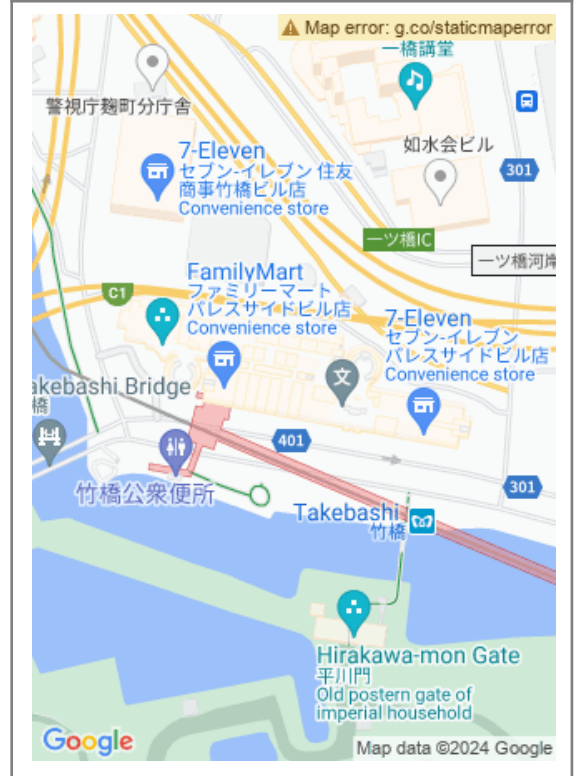 Map error: g.co/staticmaperror
一橋講堂
警視庁麹町分庁舎
如水会ビル
301
7-Eleven
セブン-イレブン 住友
商事竹橋ビル店
Convenience store
一ツ橋IC
一ツ橋河岸
C1
FamilyMart
ファミリーマート
パレスサイドビル店
Convenience store
7-Eleven
セブン-イレブン
パレスサイドビル店
Convenience store
文
akebashi Bridge
橋
401
301
竹橋公衆便所
Takebashi
竹橋
Hirakawa-mon Gate
平川門
Old postern gate of
imperial household
Google
Map data ©2024 Google